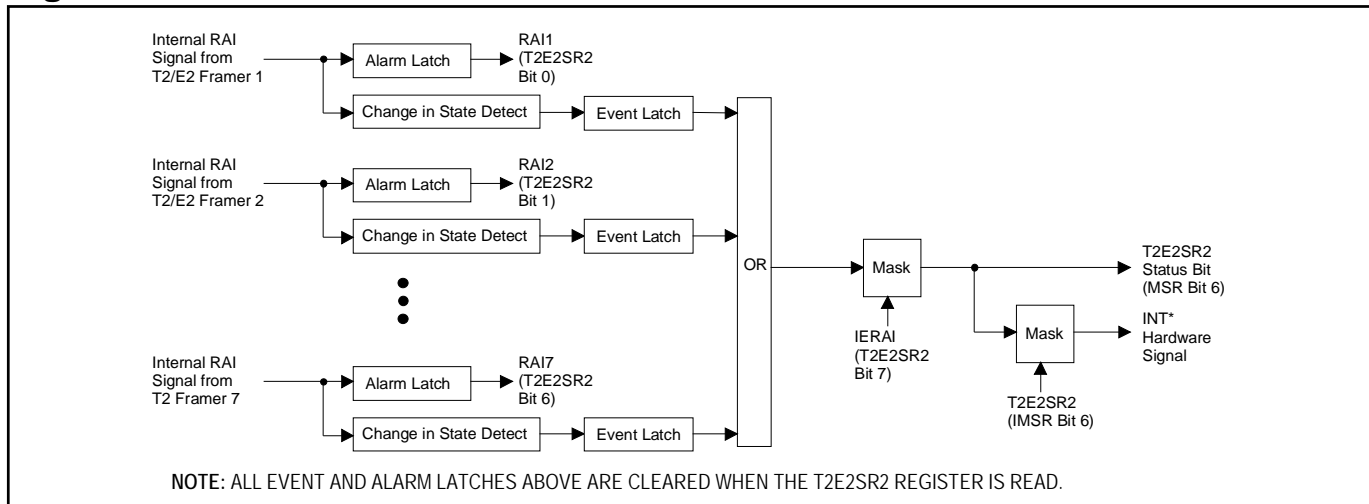 Internal RAI
Signal from
T2/E2 Framer 1
Alarm Latch
RAI1
(T2E2SR2
Bit 0)
Change in State Detect
Event Latch
Internal RAI
Signal from
T2/E2 Framer 2
Alarm Latch
RAI2
(T2E2SR2
Bit 1)
Change in State Detect
Event Latch
Internal RAI
Signal from
T2 Framer 7
Alarm Latch
RAI7
(T2E2SR2
Bit 6)
Change in State Detect
Event Latch
OR
Mask
IERAI
(T2E2SR2
Bit 7)
T2E2SR2
Status Bit
(MSR Bit 6)
Mask
INT*
Hardware
Signal
T2E2SR2
(IMSR Bit 6)
NOTE: ALL EVENT AND ALARM LATCHES ABOVE ARE CLEARED WHEN THE T2E2SR2 REGISTER IS READ.